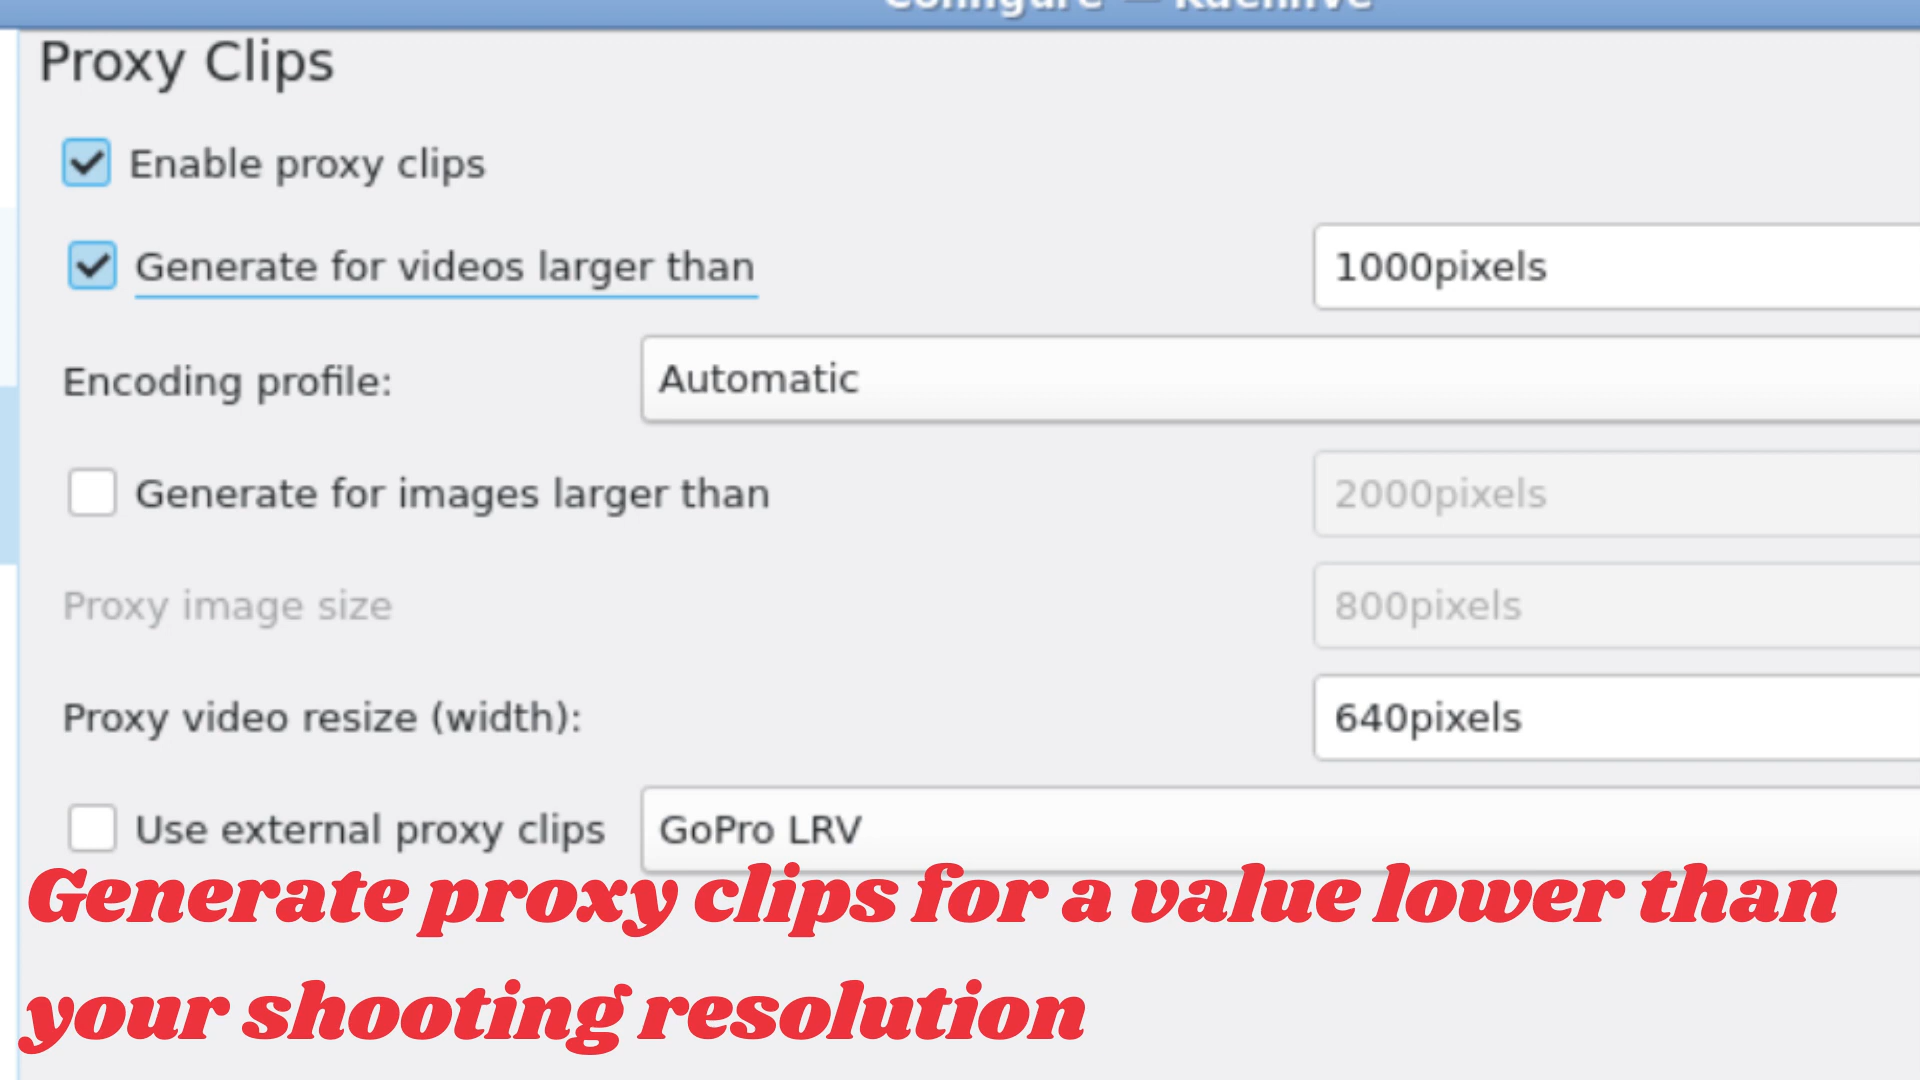 Configure — Kdenlive
Proxy Clips
Enable proxy clips
Generate for videos larger than 1000pixels
Encoding profile: Automatic
Generate for images larger than 2000pixels
Proxy image size 800pixels
Proxy video resize (width): 640pixels
Use external proxy clips GoPro LRV
Generate proxy clips for a value lower than
your shooting resolution